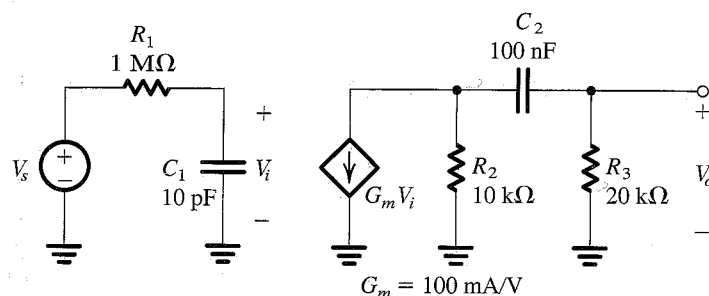 R1
1 MΩ
C2
100 nF
+
+
Vs
+
−
C1
10 pF
Vi
−
GmVi
R2
10 kΩ
R3
20 kΩ
−
Gm = 100 mA/V